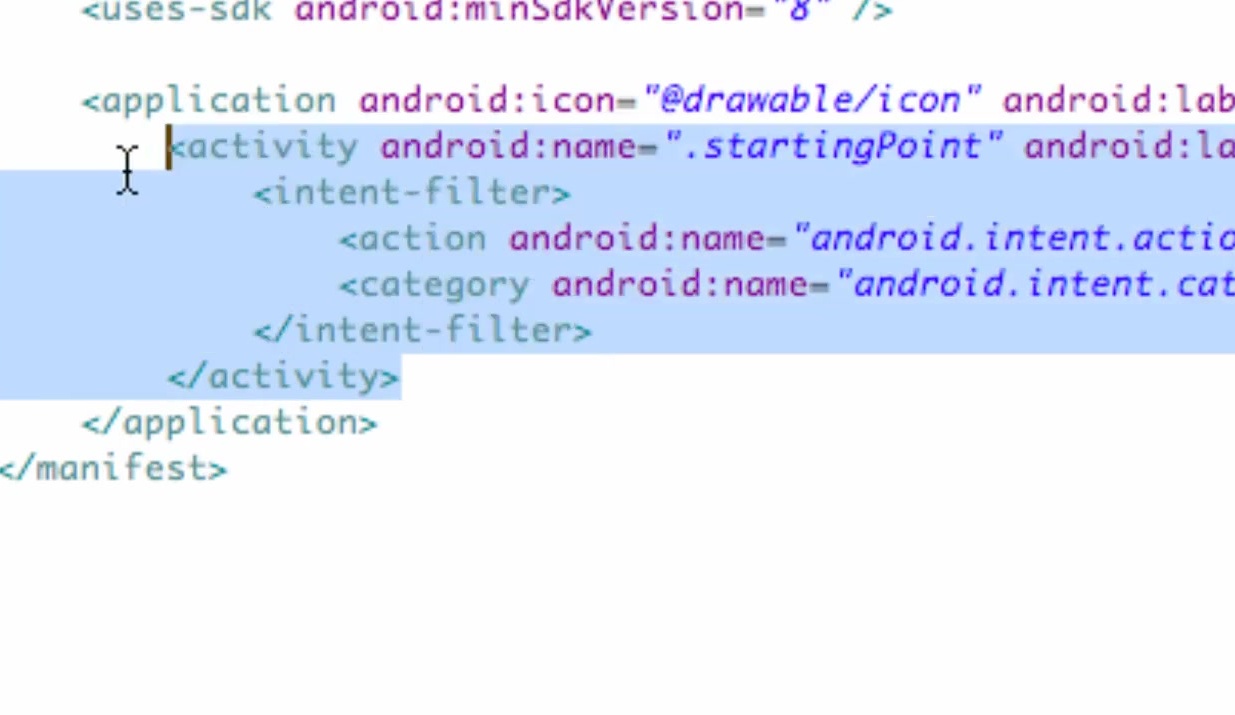 <uses-sdk android:minSdkVersion="8" />
<application android:icon="@drawable/icon" android:lab
<activity android:name=".startingPoint" android:la
<intent-filter>
<action android:name="android.intent.actio
<category android:name="android.intent.cat
</intent-filter>
</activity>
</application>
</manifest>